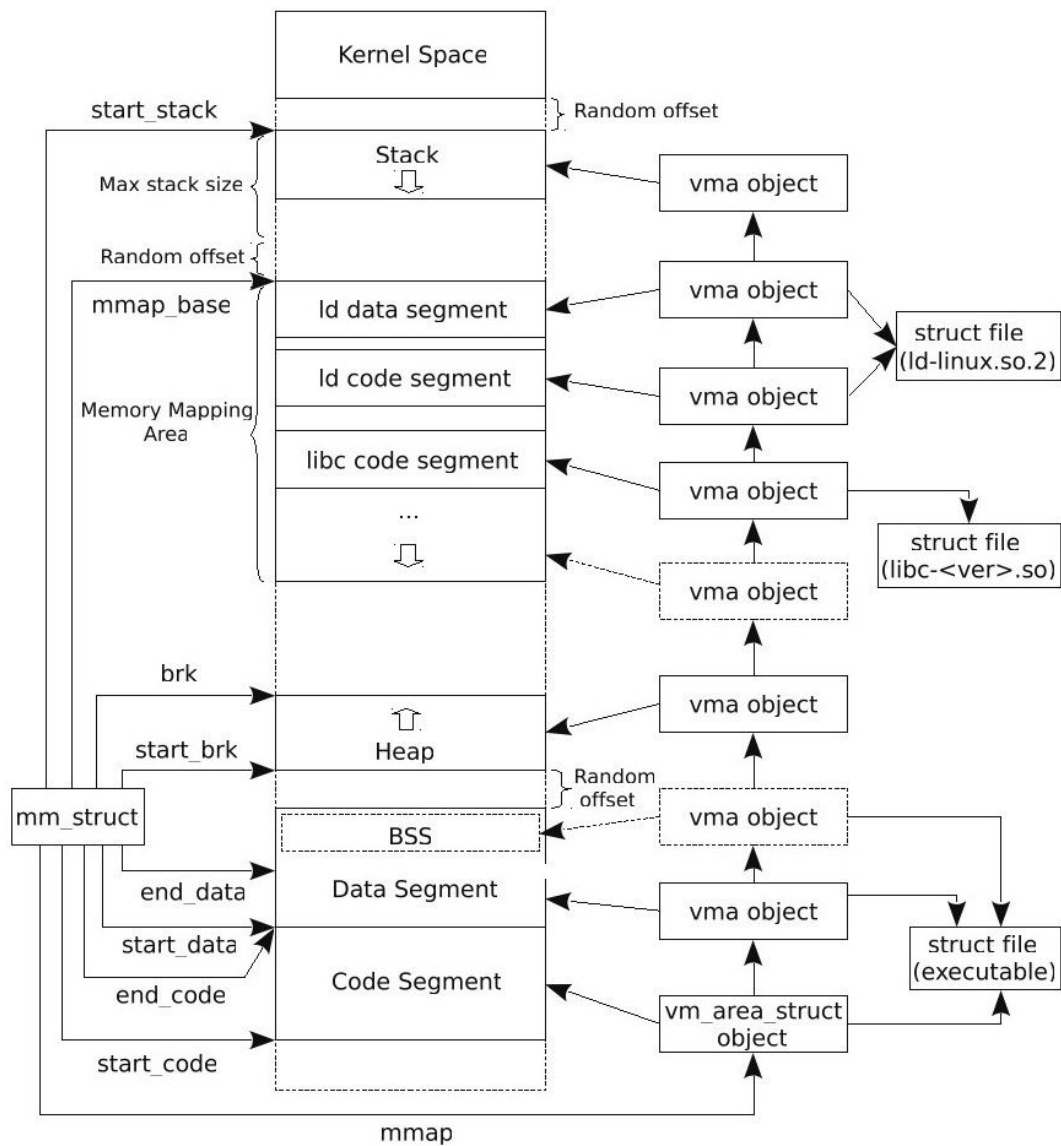 Kernel Space
start_stack
Random offset
Stack
Max stack size
vma object
Random offset
mmap_base
ld data segment
vma object
struct file
(ld-linux.so.2)
ld code segment
vma object
Memory Mapping
Area
libc code segment
vma object
...
struct file
(libc-<ver>.so)
vma object
brk
vma object
start_brk
Heap
Random
offset
mm_struct
BSS
vma object
end_data
Data Segment
vma object
start_data
struct file
(executable)
end_code
Code Segment
vm_area_struct
object
start_code
mmap